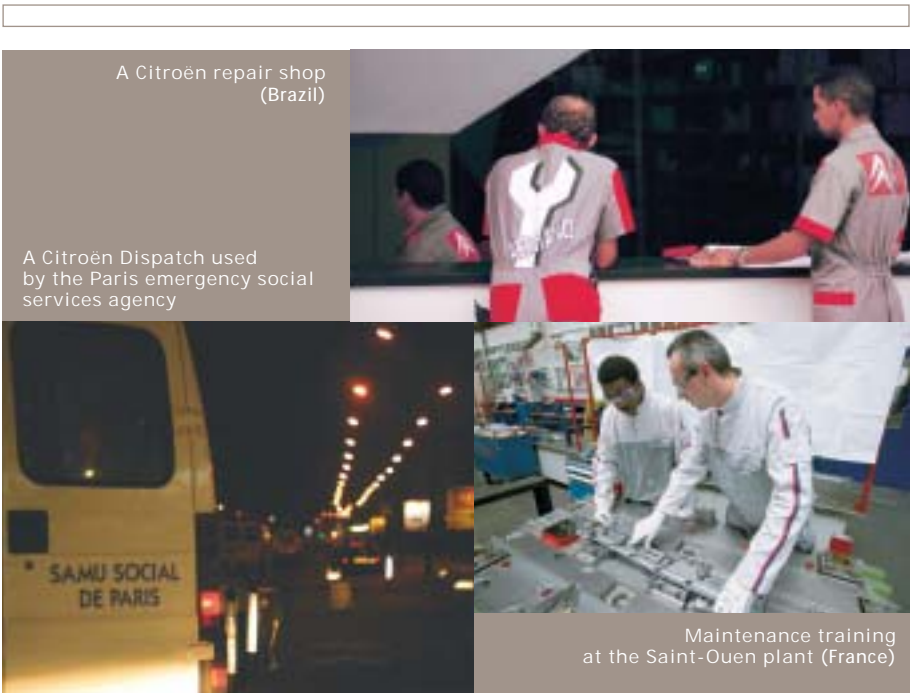 A Citroën repair shop
(Brazil)
A Citroën Dispatch used
by the Paris emergency social
services agency
SAMU SOCIAL
DE PARIS
Maintenance training
at the Saint-Ouen plant (France)